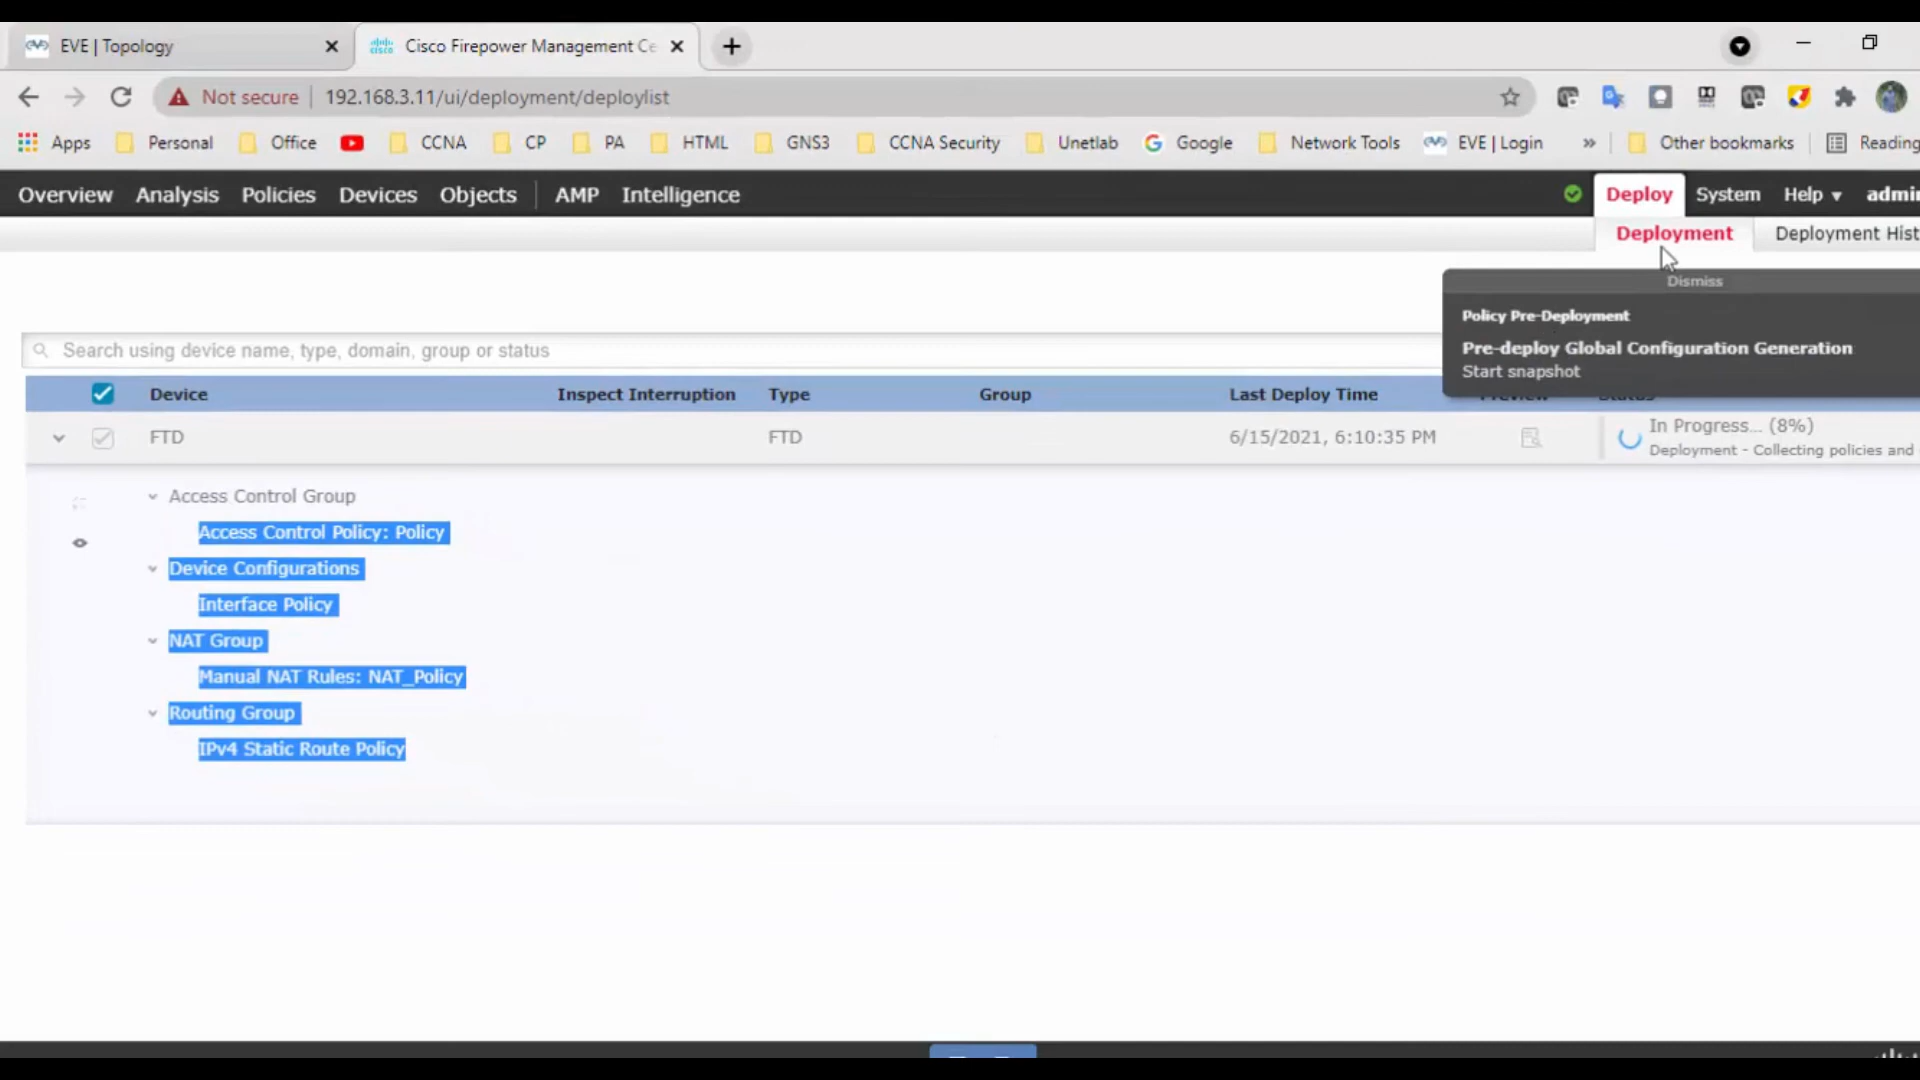 EVE | Topology
Cisco Firepower Management Ce
Not secure | 192.168.3.11/ui/deployment/deploylist
Apps Personal Office CCNA CP PA HTML GNS3 CCNA Security Unetlab Google Network Tools EVE | Login » Other bookmarks Reading
Overview Analysis Policies Devices Objects AMP Intelligence Deploy System Help admin
Deployment Deployment Hist
Dismiss
Policy Pre-Deployment
Pre-deploy Global Configuration Generation
Start snapshot
Search using device name, type, domain, group or status
Device Inspect Interruption Type Group Last Deploy Time Preview Status
FTD FTD 6/15/2021, 6:10:35 PM In Progress... (8%)
Deployment - Collecting policies and
Access Control Group
Access Control Policy: Policy
Device Configurations
Interface Policy
NAT Group
Manual NAT Rules: NAT_Policy
Routing Group
IPv4 Static Route Policy